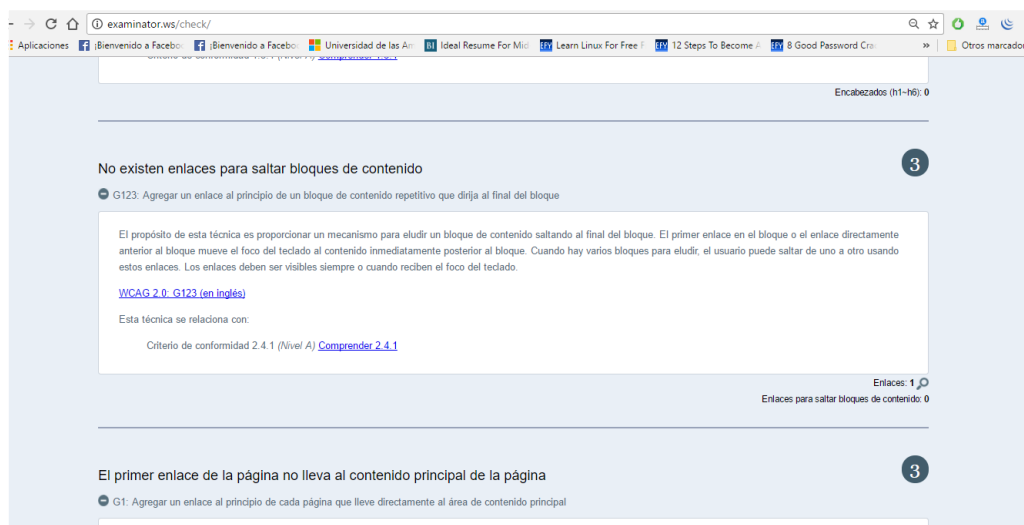 examinator.ws/check/
Aplicaciones ¡Bienvenido a Facebo ¡Bienvenido a Facebo Universidad de las Am Ideal Resume For Mid Learn Linux For Free F 12 Steps To Become A 8 Good Password Cra » Otros marcador
Encabezados (h1~h6): 0
No existen enlaces para saltar bloques de contenido 3
G123: Agregar un enlace al principio de un bloque de contenido repetitivo que dirija al final del bloque
El propósito de esta técnica es proporcionar un mecanismo para eludir un bloque de contenido saltando al final del bloque. El primer enlace en el bloque o el enlace directamente
anterior al bloque mueve el foco del teclado al contenido inmediatamente posterior al bloque. Cuando hay varios bloques para eludir, el usuario puede saltar de uno a otro usando
estos enlaces. Los enlaces deben ser visibles siempre o cuando reciben el foco del teclado.
WCAG 2.0: G123 (en inglés)
Esta técnica se relaciona con:
Criterio de conformidad 2.4.1 (Nivel A) Comprender 2.4.1
Enlaces: 1
Enlaces para saltar bloques de contenido: 0
El primer enlace de la página no lleva al contenido principal de la página 3
G1: Agregar un enlace al principio de cada página que lleve directamente al área de contenido principal